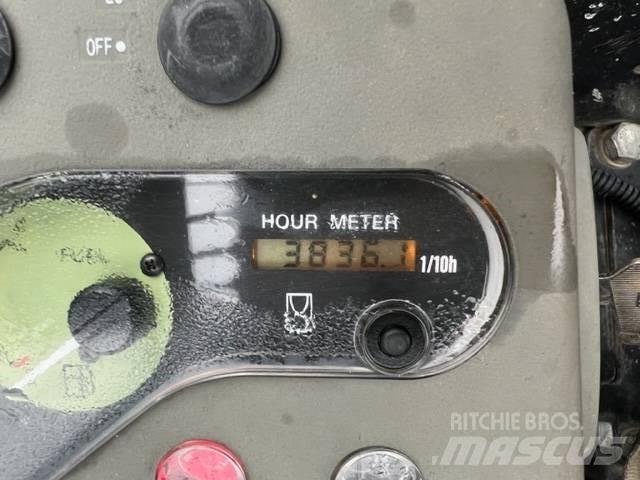 OFF
HOUR METER
3836.1 1/10h
FUEL
RITCHIE BROS.
MASCUS